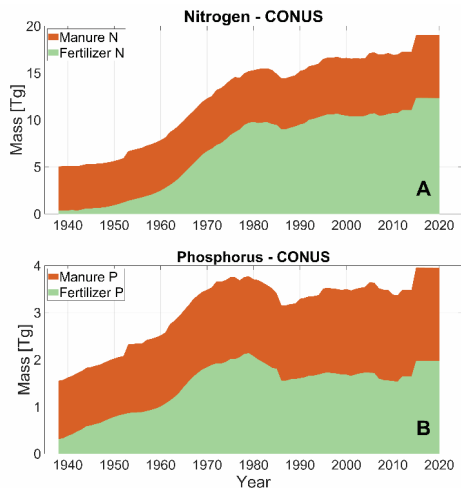 Nitrogen - CONUS
Manure N
Fertilizer N
Mass [Tg]
20
15
10
5
0
A
1940 1950 1960 1970 1980 1990 2000 2010 2020
Phosphorus - CONUS
Manure P
Fertilizer P
Mass [Tg]
4
3
2
1
0
B
1940 1950 1960 1970 1980 1990 2000 2010 2020
Year